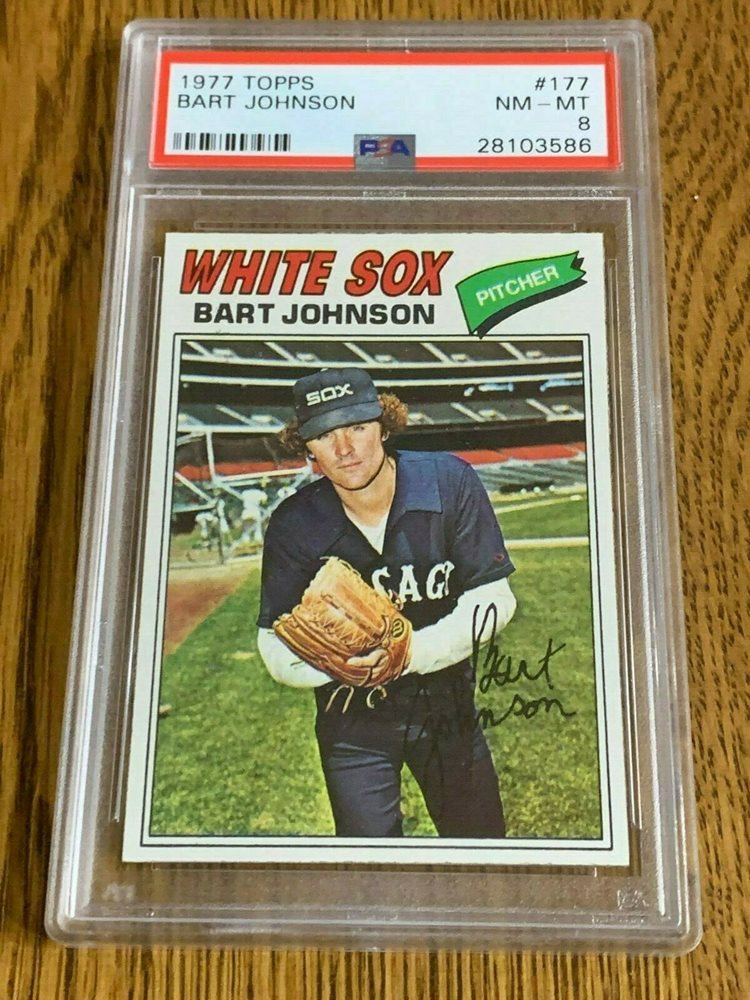 1977 TOPPS #177
BART JOHNSON NM - MT
8
PSA 28103586
WHITE SOX
BART JOHNSON
PITCHER
SOX
CAGO
Bart
Johnson